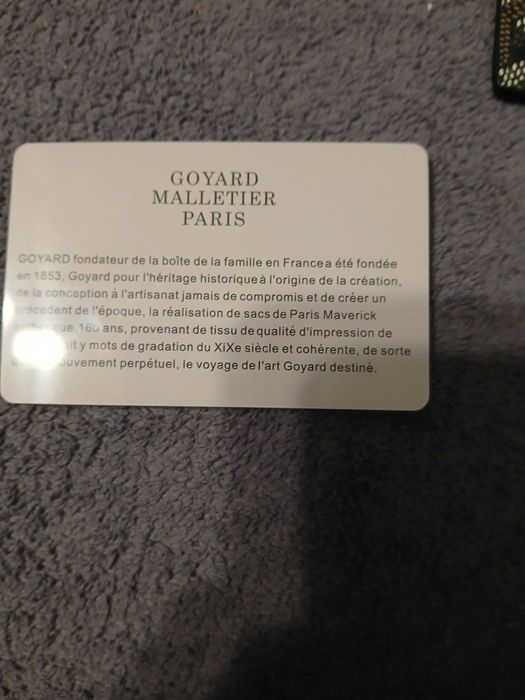 GOYARD
MALLETIER
PARIS
GOYARD fondateur de la boîte de la famille en France a été fondée
en 1853, Goyard pour l'héritage historique à l'origine de la création,
de la conception à l'artisanat jamais de compromis et de créer un
précédent de l'époque, la réalisation de sacs de Paris Maverick
160 ans, provenant de tissu de qualité d'impression de
y mots de gradation du XiXe siècle et cohérente, de sorte
mouvement perpétuel, le voyage de l'art Goyard destiné.